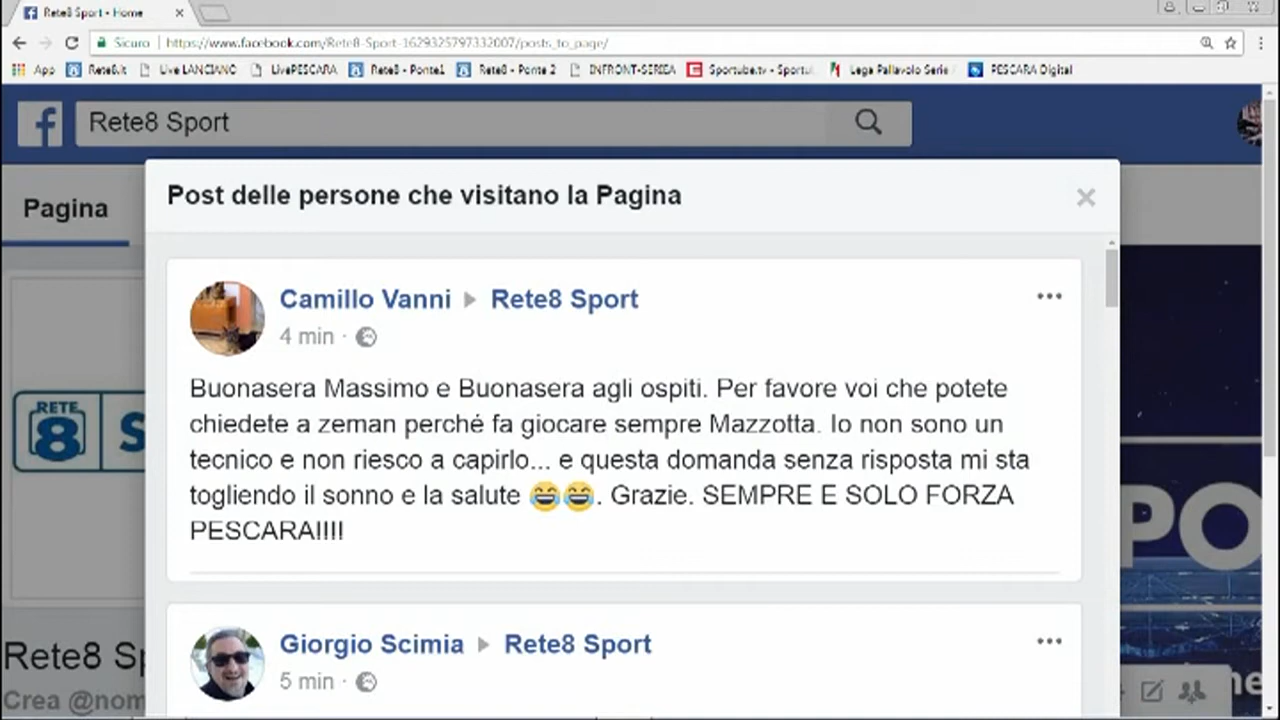 Rete8 Sport - Home
Sicuro https://www.facebook.com/Rete8-Sport-1629325797332007/posts_to_page/
App Rete8.it Live LANCIANO LivePESCARA Rete8 - Ponte1 Rete8 - Ponte 2 INFRONT-SERIEA Sportube.tv - Sportu Lega Pallavolo Serie PESCARA Digital
Rete8 Sport
Pagina
Post delle persone che visitano la Pagina
Camillo Vanni Rete8 Sport
4 min ·
Buonasera Massimo e Buonasera agli ospiti. Per favore voi che potete
chiedete a zeman perché fa giocare sempre Mazzotta. Io non sono un
tecnico e non riesco a capirlo... e questa domanda senza risposta mi sta
togliendo il sonno e la salute 😂😂. Grazie. SEMPRE E SOLO FORZA
PESCARA!!!!
RETE
8 S
PO
Giorgio Scimia Rete8 Sport
5 min ·
Rete8 Sp
Crea @nom
ne